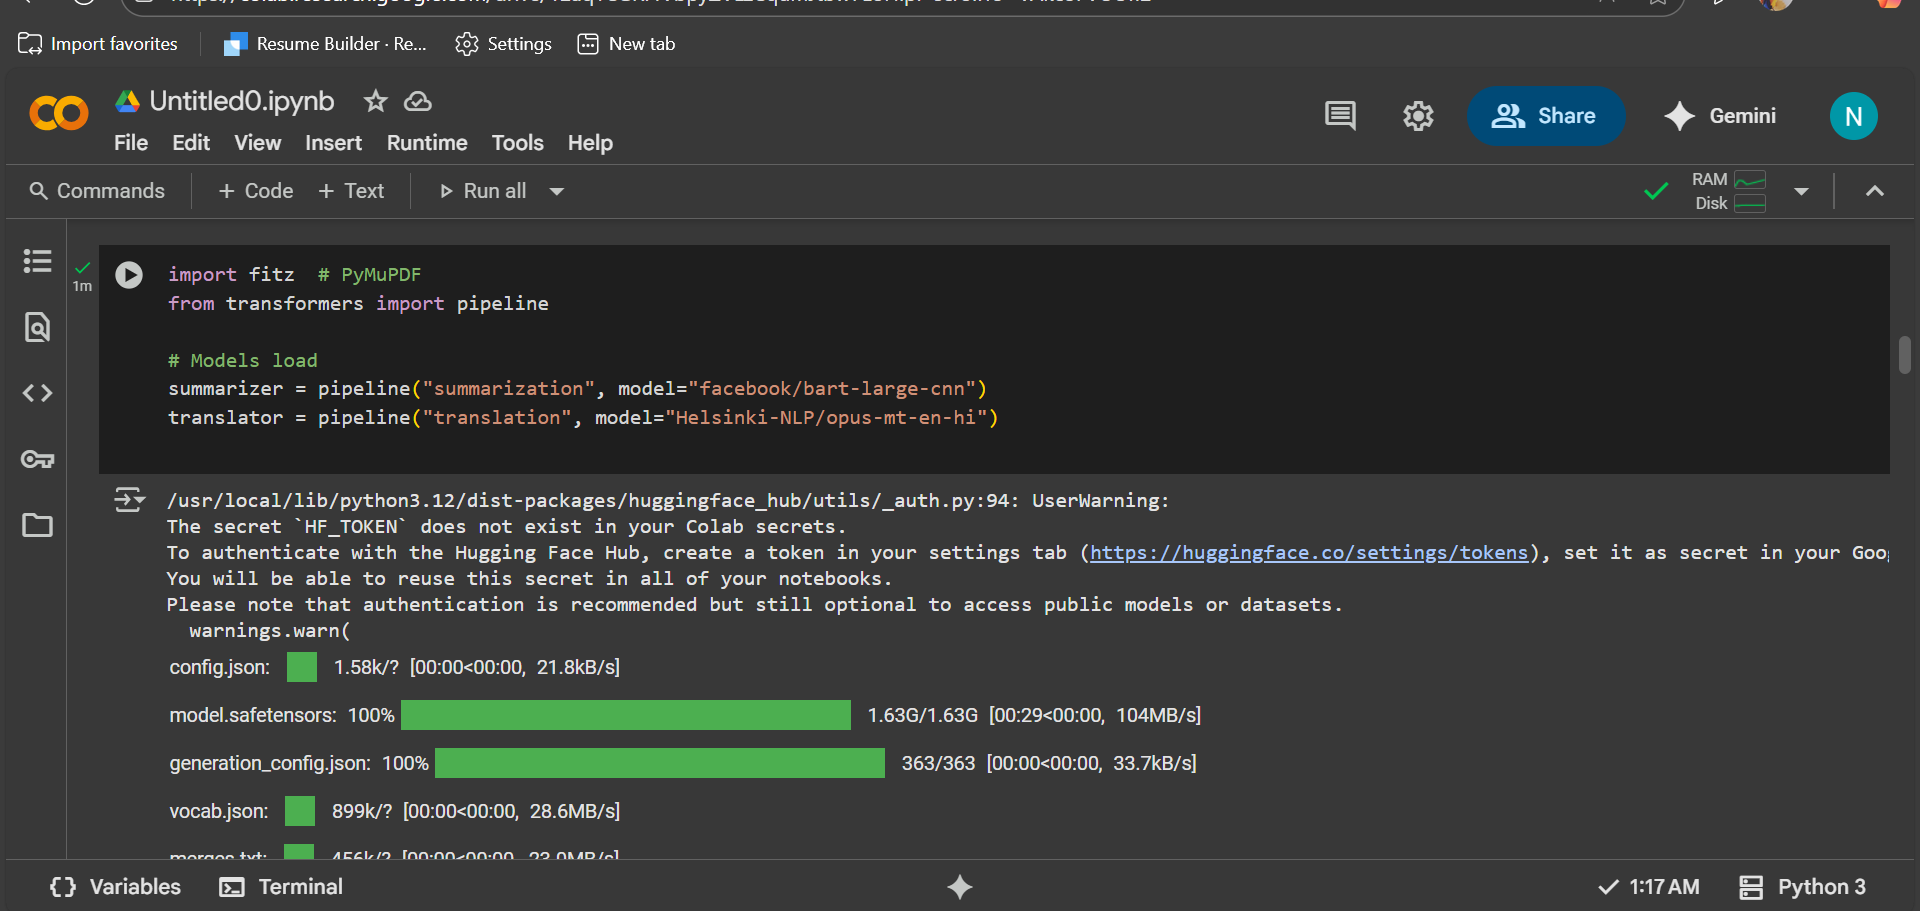 Import favorites
Resume Builder · Re...
Settings
New tab
Untitled0.ipynb
File Edit View Insert Runtime Tools Help
Share
Gemini
N
Commands
+ Code + Text
Run all
RAM
Disk
1m
import fitz # PyMuPDF
from transformers import pipeline
# Models load
summarizer = pipeline("summarization", model="facebook/bart-large-cnn")
translator = pipeline("translation", model="Helsinki-NLP/opus-mt-en-hi")
/usr/local/lib/python3.12/dist-packages/huggingface_hub/utils/_auth.py:94: UserWarning:
The secret `HF_TOKEN` does not exist in your Colab secrets.
To authenticate with the Hugging Face Hub, create a token in your settings tab (https://huggingface.co/settings/tokens), set it as secret in your Goo
You will be able to reuse this secret in all of your notebooks.
Please note that authentication is recommended but still optional to access public models or datasets.
warnings.warn(
config.json: 1.58k/? [00:00<00:00, 21.8kB/s]
model.safetensors: 100% 1.63G/1.63G [00:29<00:00, 104MB/s]
generation_config.json: 100% 363/363 [00:00<00:00, 33.7kB/s]
vocab.json: 899k/? [00:00<00:00, 28.6MB/s]
merges.txt: 456k/? [00:00<00:00, 23.0MB/s]
Variables
Terminal
1:17 AM
Python 3